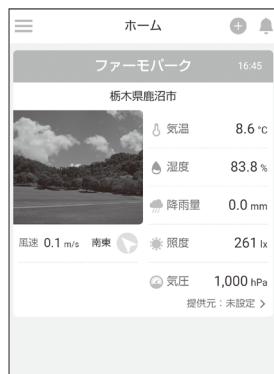 ホーム
ファーモパーク 16:45
栃木県鹿沼市
気温 8.6 ℃
湿度 83.8 %
降雨量 0.0 mm
風速 0.1 m/s 南東
照度 261 lx
気圧 1,000 hPa
提供元：未設定 >